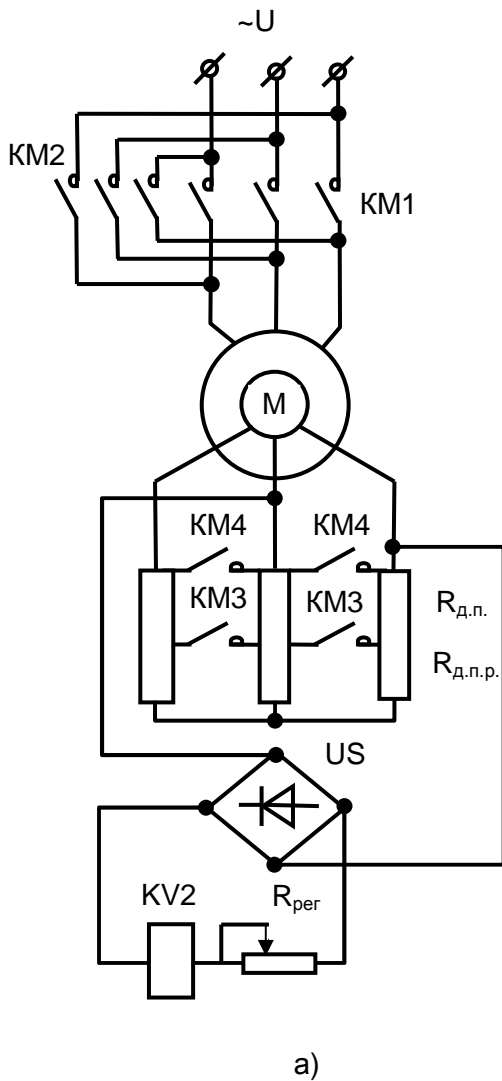 ~U
КМ2
КМ1
М
КМ4 КМ4
КМ3 КМ3
Rд.п.
Rд.п.р.
US
KV2
Rрег
а)